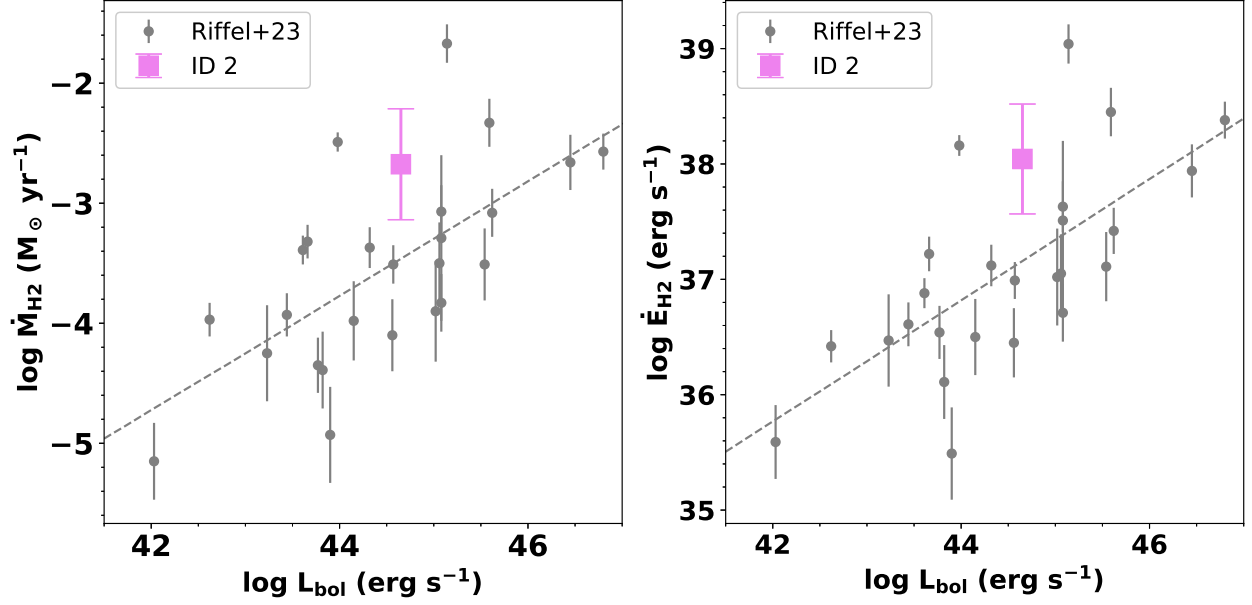 Riffel+23
ID 2
−2
−3
−4
−5
log Ṁ_H2 (M_⊙ yr⁻¹)
42
44
46
log L_bol (erg s⁻¹)
Riffel+23
ID 2
39
38
37
36
35
log Ė_H2 (erg s⁻¹)
42
44
46
log L_bol (erg s⁻¹)